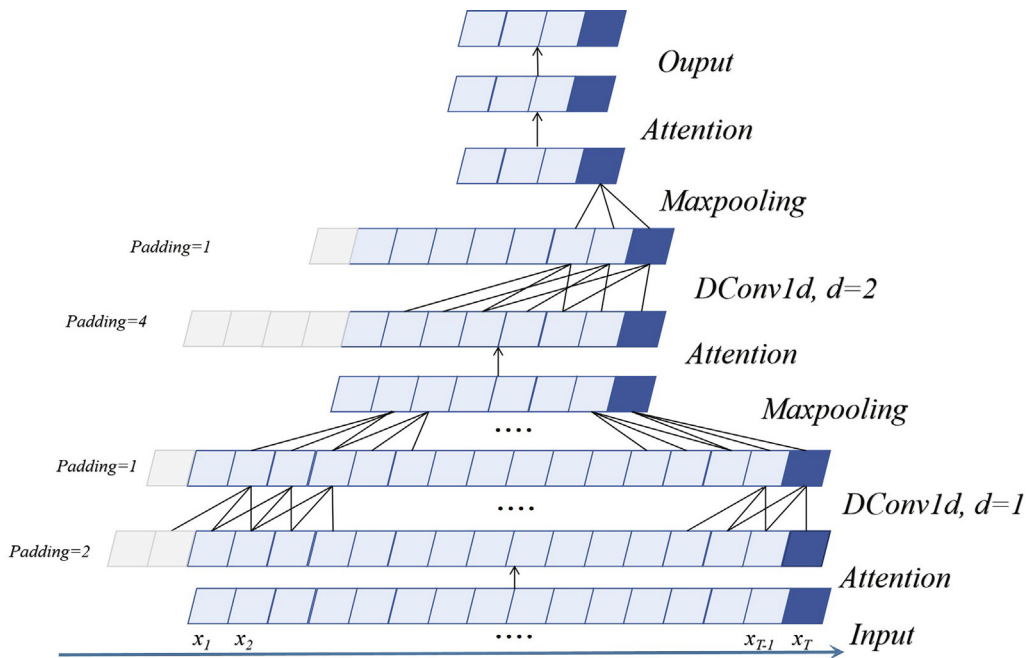 Ouput
Attention
Maxpooling
Padding=1
DConv1d, d=2
Padding=4
Attention
Maxpooling
....
Padding=1
DConv1d, d=1
....
Padding=2
Attention
x1 x2 .... xT-1 xT Input